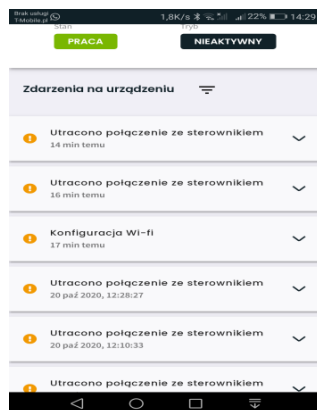 Brak usługi
T-Mobile.pl
1,8K/s 22% 14:29
Stan
Tryb
PRACA
NIEAKTYWNY
Zdarzenia na urządzeniu
Utracono połączenie ze sterownikiem
14 min temu
Utracono połączenie ze sterownikiem
16 min temu
Konfiguracja Wi-fi
17 min temu
Utracono połączenie ze sterownikiem
20 paź 2020, 12:28:27
Utracono połączenie ze sterownikiem
20 paź 2020, 12:10:33
Utracono połączenie ze sterownikiem